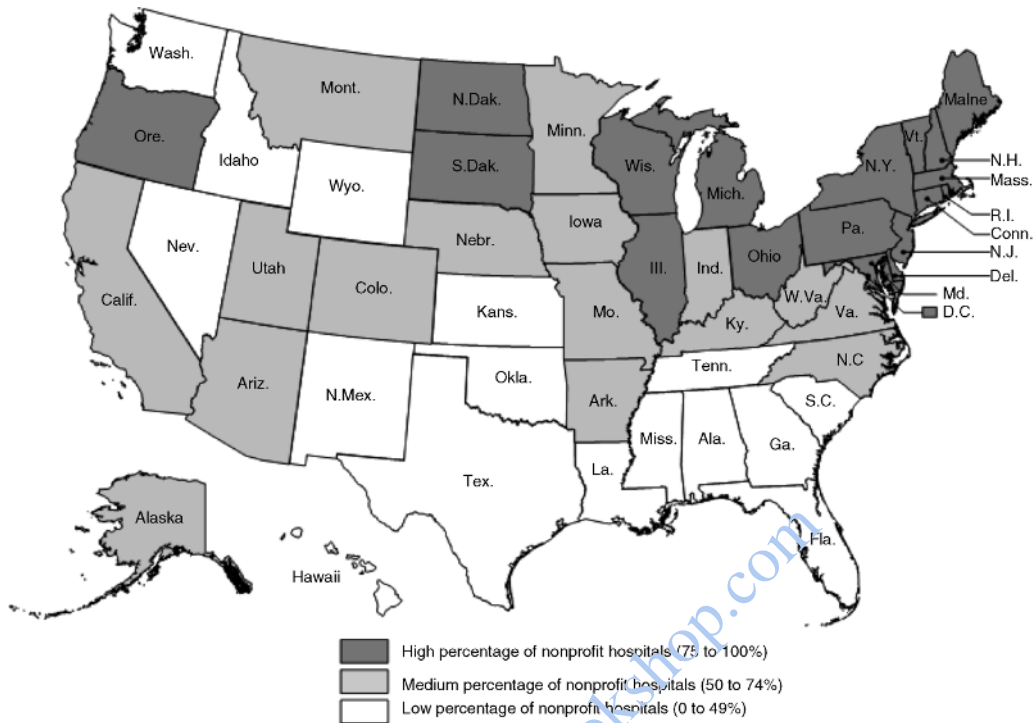 Wash.
Mont.
N.Dak.
Minn.
Malne
Ore.
Idaho
S.Dak.
Wis.
Mich.
N.Y.
Vt.
N.H.
Mass.
R.I.
Conn.
N.J.
Del.
Md.
D.C.
Wyo.
Nev.
Utah
Colo.
Nebr.
Iowa
Ill.
Ind.
Ohio
Pa.
W.Va.
Va.
Calif.
Kans.
Mo.
Ky.
Ariz.
N.Mex.
Okla.
Ark.
Tenn.
N.C
S.C.
Tex.
La.
Miss.
Ala.
Ga.
Fla.
Alaska
Hawaii
High percentage of nonprofit hospitals (75 to 100%)
Medium percentage of nonprofit hospitals (50 to 74%)
Low percentage of nonprofit hospitals (0 to 49%)
kshop.com